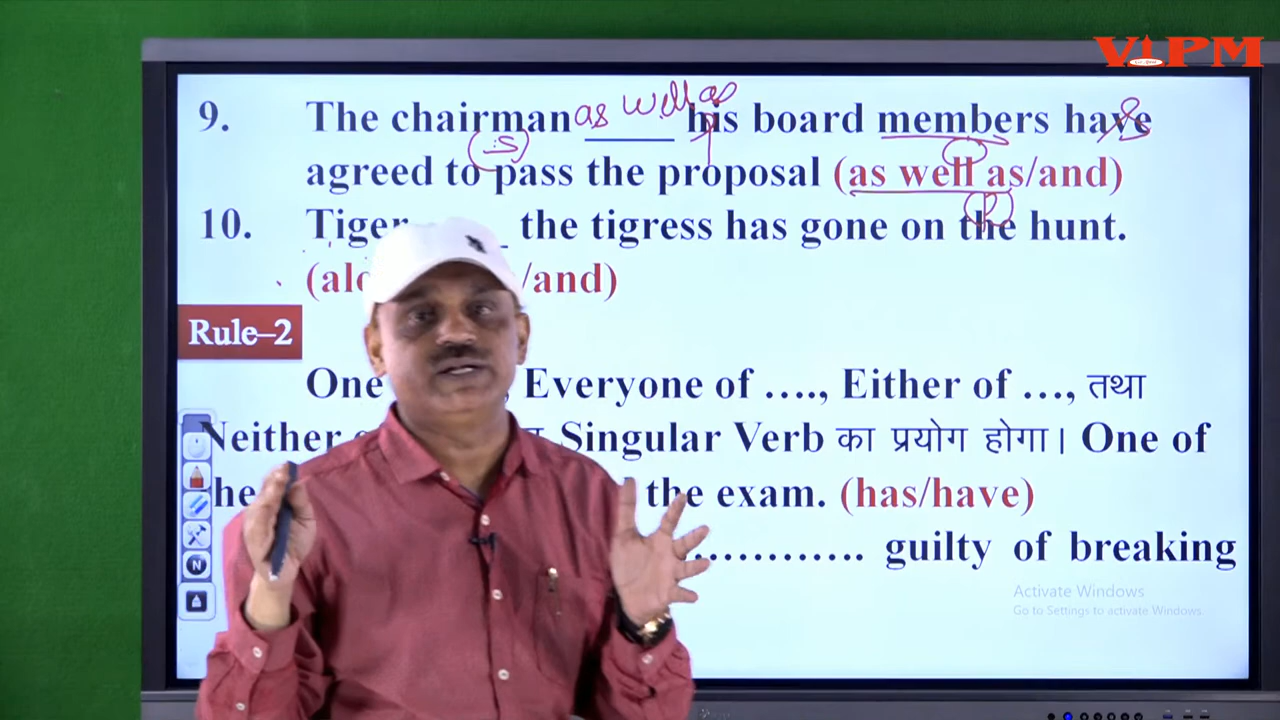 VIPM
as well as
9. The chairman ____ his board members have
(S)
agreed to pass the proposal (as well as/and)
(P)
10. Tiger the tigress has gone on the hunt.
/and)
Rule–2
One Everyone of …., Either of …, तथा
Neither Singular Verb का प्रयोग होगा। One of
the exam. (has/have)
…………. guilty of breaking
Activate Windows
Go to Settings to activate Windows.
N